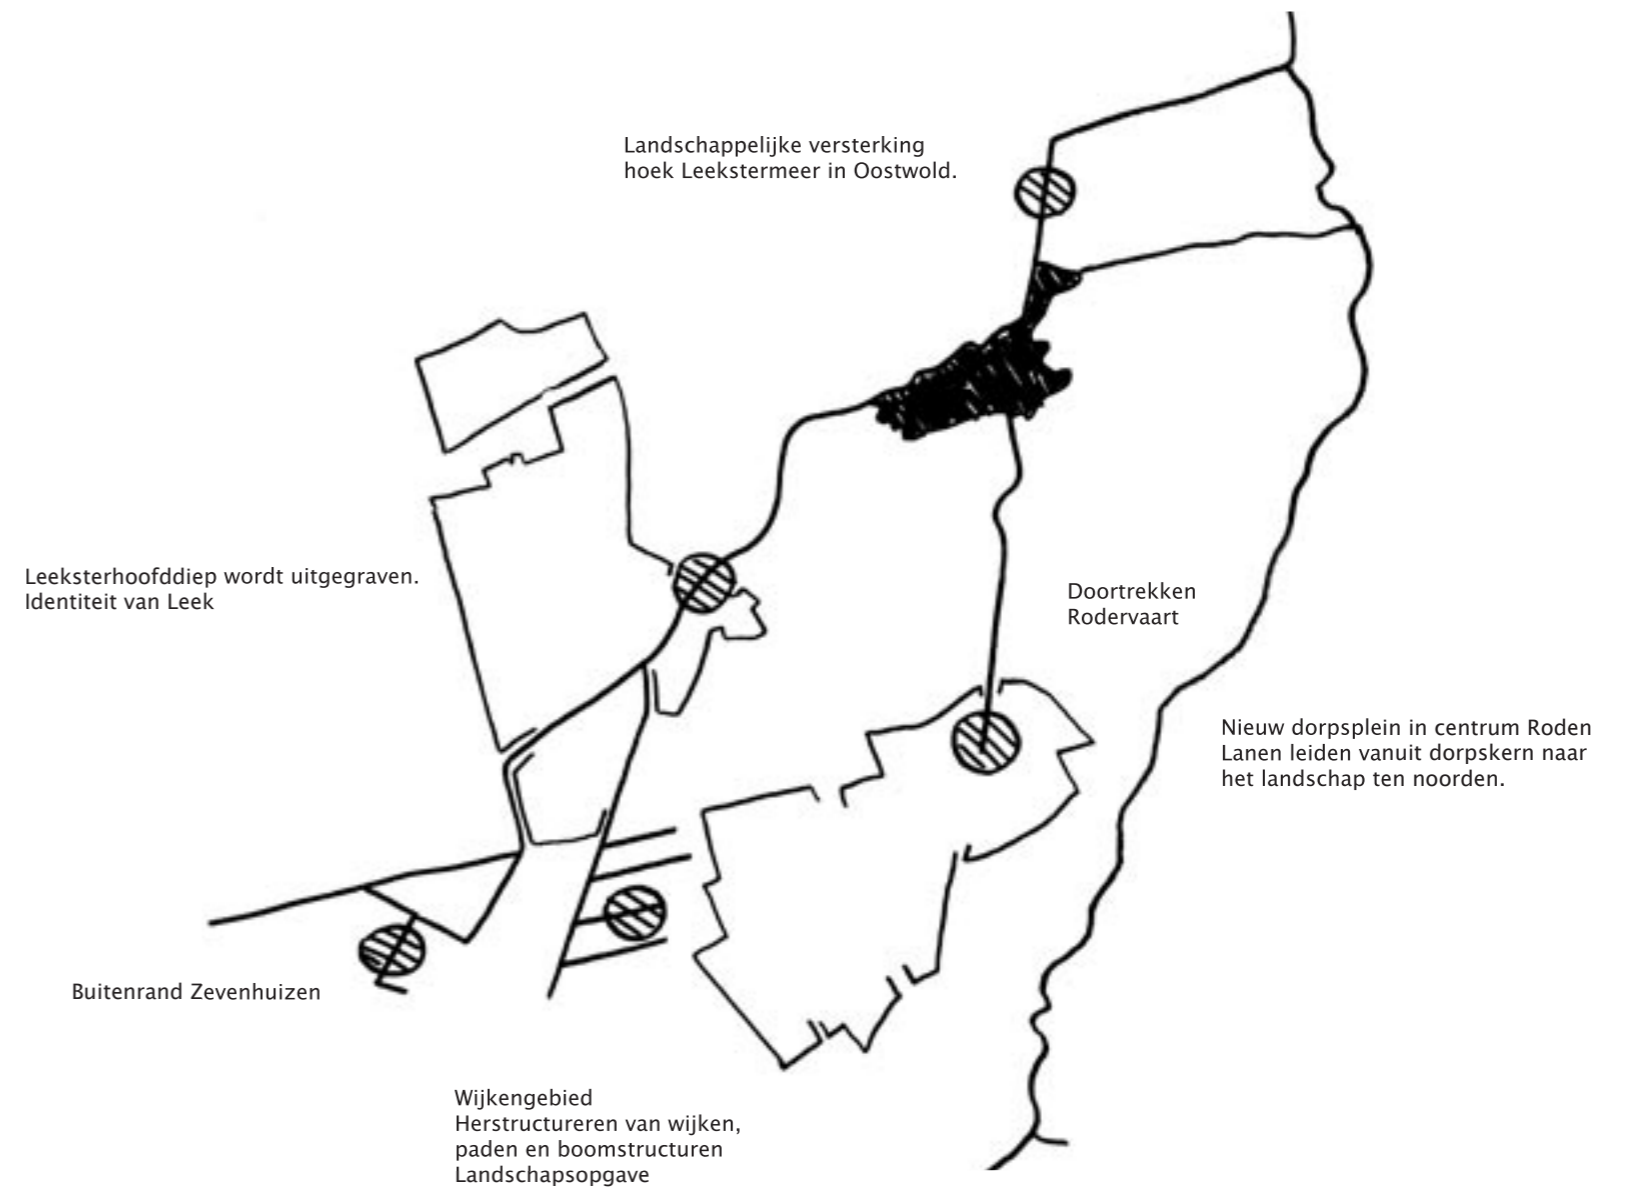 Landschappelijke versterking
hoek Leekstermeer in Oostwold.
Leeksterhoofddiep wordt uitgegraven.
Identiteit van Leek
Doortrekken
Rodervaart
Nieuw dorpsplein in centrum Roden
Lanen leiden vanuit dorpskern naar
het landschap ten noorden.
Buitenrand Zevenhuizen
Wijkengebied
Herstructureren van wijken,
paden en boomstructuren
Landschapsopgave